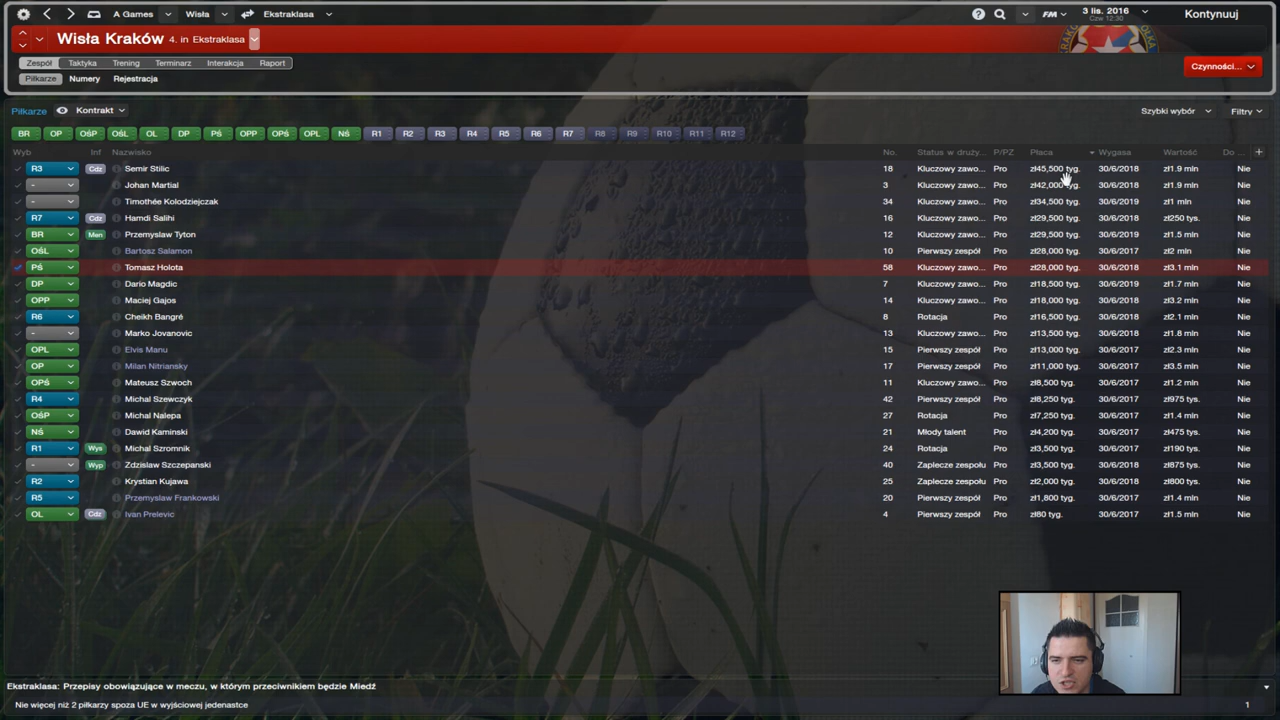 A Games Wisła Ekstraklasa FM 3 lis. 2016 Czw 12:30 Kontynuuj
Wisła Kraków 4. in Ekstraklasa
Zespół Taktyka Trening Terminarz Interakcja Raport Czynności...
Piłkarze Numery Rejestracja
Piłkarze Kontrakt Szybki wybór Filtry
BR OP OŚP OŚL OL DP PŚ OPP OPŚ OPL NŚ R1 R2 R3 R4 R5 R6 R7 R8 R9 R10 R11 R12
Wyb Inf Nazwisko No. Status w druży... P/PZ Płaca Wygasa Wartość Do ...
R3 Cdz Semir Stilic 18 Kluczowy zawo... Pro zł45,500 tyg. 30/6/2018 zł1.9 mln Nie
- Johan Martial 3 Kluczowy zawo... Pro zł42,000 tyg. 30/6/2018 zł1.9 mln Nie
- Timothée Kolodziejczak 34 Kluczowy zawo... Pro zł34,500 tyg. 30/6/2019 zł1 mln Nie
R7 Cdz Hamdi Salihi 16 Kluczowy zawo... Pro zł29,500 tyg. 30/6/2018 zł250 tys. Nie
BR Men Przemyslaw Tyton 12 Kluczowy zawo... Pro zł29,500 tyg. 30/6/2019 zł1.5 mln Nie
OŚL Bartosz Salamon 10 Pierwszy zespół Pro zł28,000 tyg. 30/6/2017 zł2 mln Nie
PŚ Tomasz Holota 58 Kluczowy zawo... Pro zł28,000 tyg. 30/6/2018 zł3.1 mln Nie
DP Dario Magdic 7 Kluczowy zawo... Pro zł18,500 tyg. 30/6/2019 zł1.7 mln Nie
OPP Maciej Gajos 14 Kluczowy zawo... Pro zł18,000 tyg. 30/6/2018 zł3.2 mln Nie
R6 Cheikh Bangré 8 Rotacja Pro zł16,500 tyg. 30/6/2018 zł2.1 mln Nie
- Marko Jovanovic 13 Kluczowy zawo... Pro zł13,500 tyg. 30/6/2018 zł1.8 mln Nie
OPL Elvis Manu 15 Pierwszy zespół Pro zł13,000 tyg. 30/6/2017 zł2.3 mln Nie
OP Milan Nitriansky 17 Pierwszy zespół Pro zł11,000 tyg. 30/6/2017 zł3.5 mln Nie
OPŚ Mateusz Szwoch 11 Kluczowy zawo... Pro zł8,500 tyg. 30/6/2017 zł1.2 mln Nie
R4 Michal Szewczyk 42 Pierwszy zespół Pro zł8,250 tyg. 30/6/2017 zł975 tys. Nie
OŚP Michal Nalepa 27 Rotacja Pro zł7,250 tyg. 30/6/2017 zł1.4 mln Nie
NŚ Dawid Kaminski 21 Młody talent Pro zł4,200 tyg. 30/6/2017 zł475 tys. Nie
R1 Wys Michal Szromnik 24 Rotacja Pro zł3,500 tyg. 30/6/2017 zł190 tys. Nie
- Wyp Zdzislaw Szczepanski 40 Zaplecze zespołu Pro zł3,500 tyg. 30/6/2018 zł875 tys. Nie
R2 Krystian Kujawa 25 Zaplecze zespołu Pro zł2,000 tyg. 30/6/2018 zł800 tys. Nie
R5 Przemyslaw Frankowski 20 Pierwszy zespół Pro zł1,800 tyg. 30/6/2017 zł1.4 mln Nie
OL Cdz Ivan Prelevic 4 Pierwszy zespół Pro zł80 tyg. 30/6/2017 zł1.5 mln Nie
Ekstraklasa: Przepisy obowiązujące w meczu, w którym przeciwnikiem będzie Miedź
Nie więcej niż 2 piłkarzy spoza UE w wyjściowej jedenastce 1